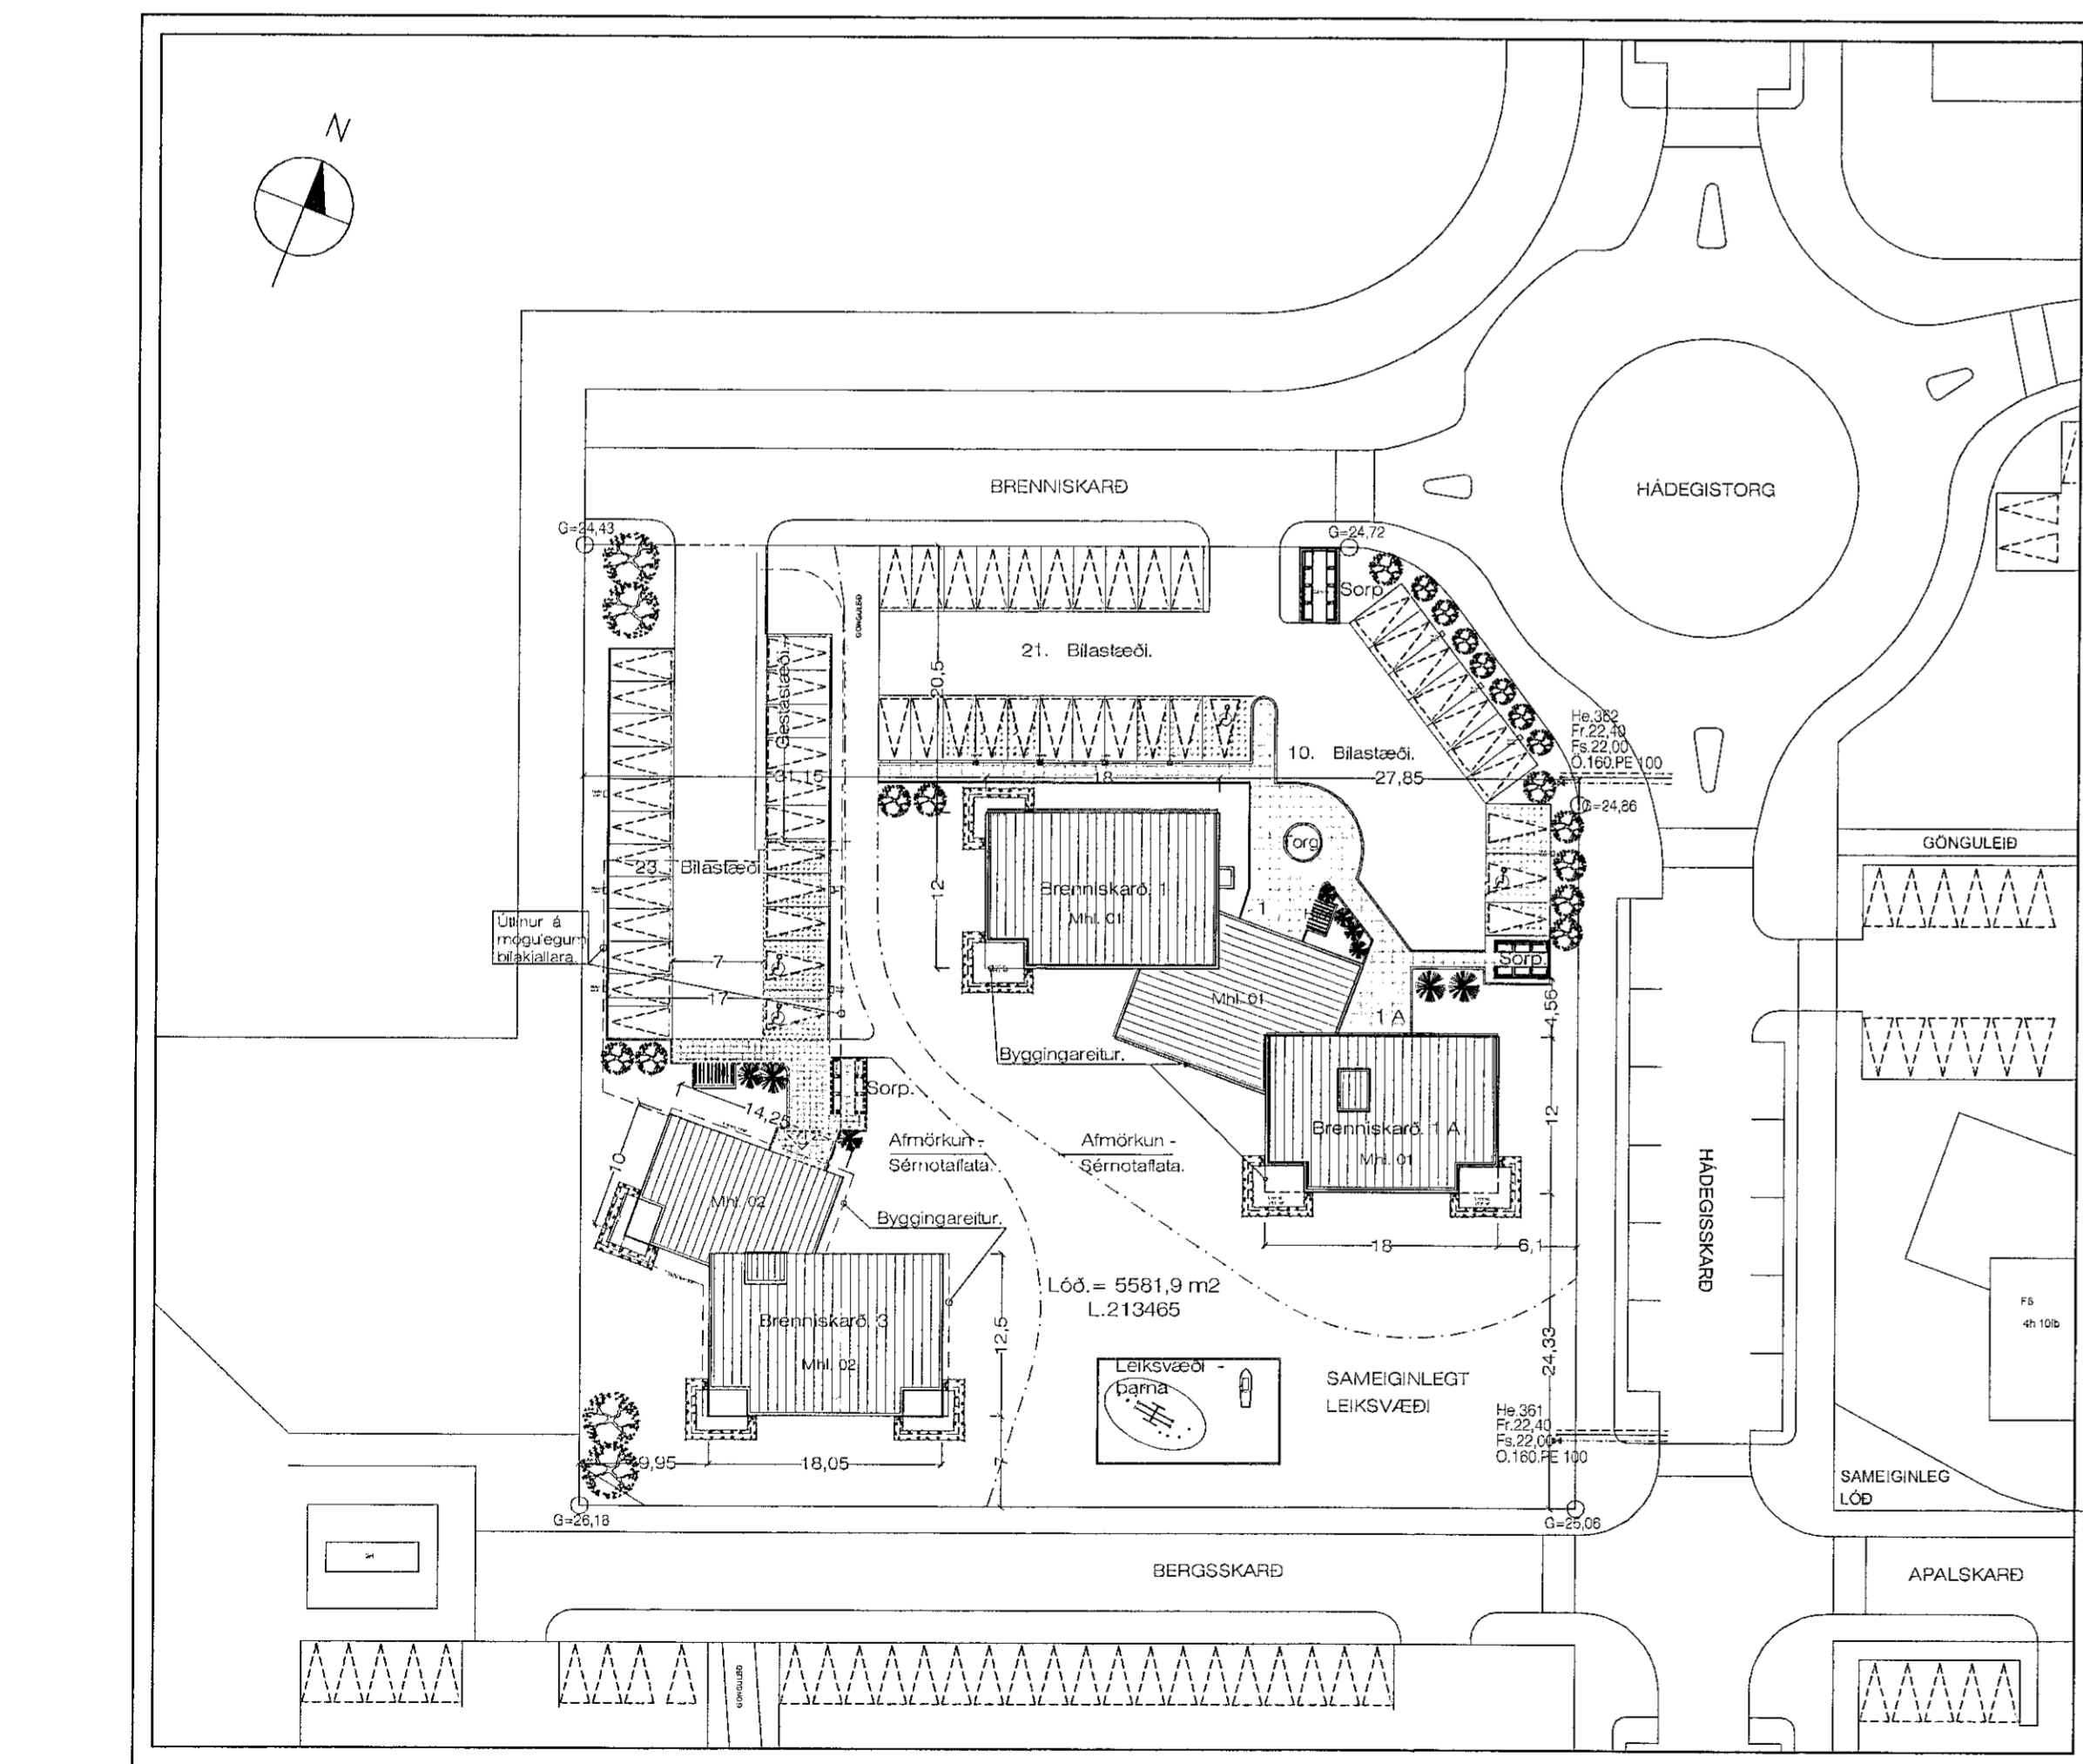 N
BRENNISKARÐ
HÁDEGISTORG
G=24,43
G=24,72
Sorp.
GÖNGULEIÐ
Gestastæði.
21. Bílastæði.
20,5
He.362
Fr.22,40
Fs.22,00
Ö.160.PE 100
10. Bílastæði.
31,15
18
27,85
G=24,86
Torg
GÖNGULEIÐ
23. Bílastæði
Brenniskarð. 1
Mhl. 01
12
1
Útlínur á
mögulegum
bílakjallara.
7
17
Sorp.
Mhl. 01
1 A
4,56
Byggingareitur.
Sorp.
14,25
10
Afmörkun -
Sérnotaflata.
Afmörkun -
Sérnotaflata.
Brenniskarð. 1 A
Mhl. 01
12
HÁDEGISSKARÐ
Mhl. 02
Byggingareitur.
18
6,1
Lóð.= 5581,9 m2
L.213465
Brenniskarð. 3
Mhl. 02
12,5
24,33
F6
4h 10íb
Leiksvæði -
barna
SAMEIGINLEGT
LEIKSVÆÐI
He.361
Fr.22,40
Fs.22,00
Ö.160.PE 100
9,95
18,05
7
SAMEIGINLEG
LÓÐ
G=26,18
G=25,06
BERGSSKARÐ
APALSKARÐ
GÖNGULEIÐ